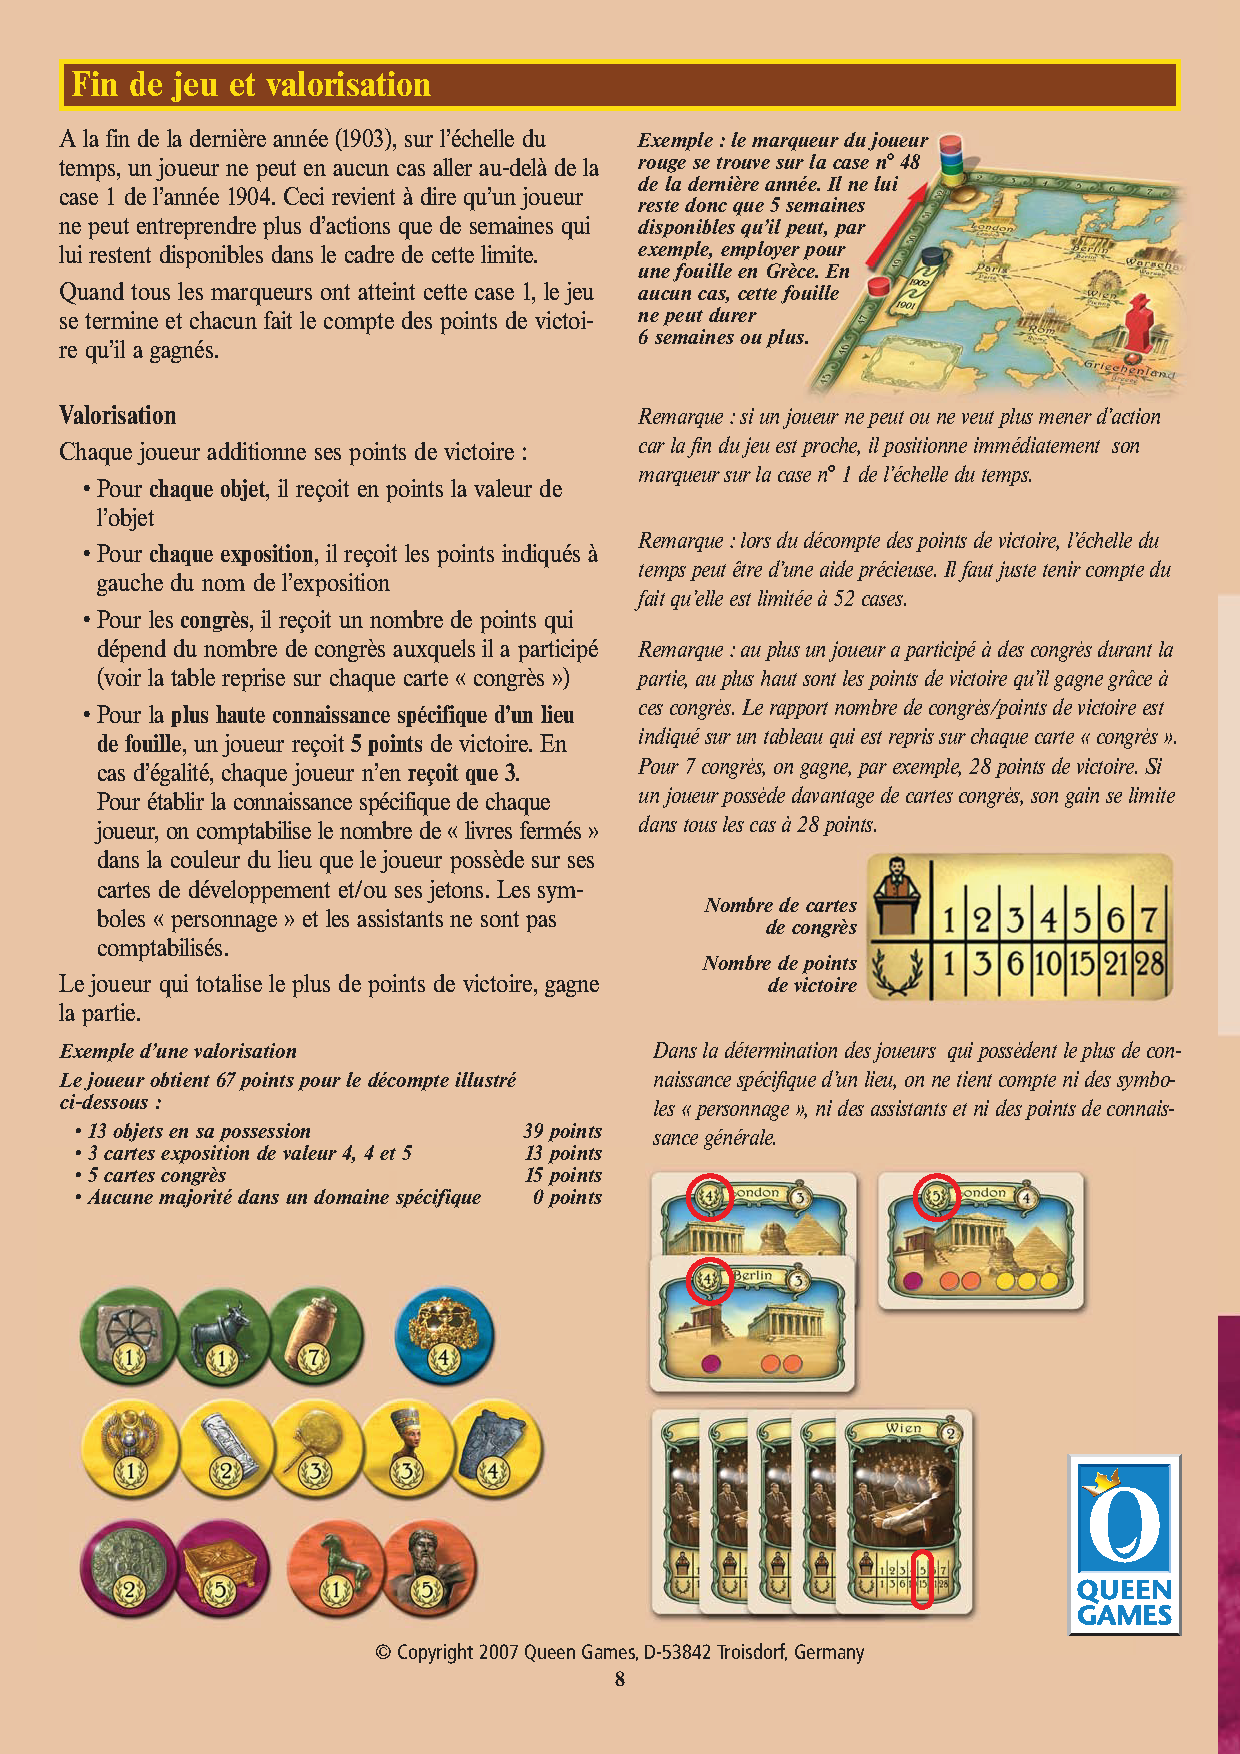 Fin de jeu et valorisation
A la fin de la dernière année (1903), sur l'échelle du
temps, un joueur ne peut en aucun cas aller au-delà de la
case 1 de l'année 1904. Ceci revient à dire qu'un joueur
ne peut entreprendre plus d'actions que de semaines qui
lui restent disponibles dans le cadre de cette limite.
Quand tous les marqueurs ont atteint cette case 1, le jeu
se termine et chacun fait le compte des points de victoi-
re qu'il a gagnés.
Exemple : le marqueur du joueur
rouge se trouve sur la case n° 48
de la dernière année. Il ne lui
reste donc que 5 semaines
disponibles qu'il peut, par
exemple, employer pour
une fouille en Grèce. En
aucun cas, cette fouille
ne peut durer
6 semaines ou plus.
London
Berlin
Paris
Warschau
Wien
Rom
Griechenland
1902
1901
47
46
45
Valorisation
Chaque joueur additionne ses points de victoire :
• Pour chaque objet, il reçoit en points la valeur de
l'objet
• Pour chaque exposition, il reçoit les points indiqués à
gauche du nom de l'exposition
• Pour les congrès, il reçoit un nombre de points qui
dépend du nombre de congrès auxquels il a participé
(voir la table reprise sur chaque carte « congrès »)
• Pour la plus haute connaissance spécifique d'un lieu
de fouille, un joueur reçoit 5 points de victoire. En
cas d'égalité, chaque joueur n'en reçoit que 3.
Pour établir la connaissance spécifique de chaque
joueur, on comptabilise le nombre de « livres fermés »
dans la couleur du lieu que le joueur possède sur ses
cartes de développement et/ou ses jetons. Les sym-
boles « personnage » et les assistants ne sont pas
comptabilisés.
Le joueur qui totalise le plus de points de victoire, gagne
la partie.
Remarque : si un joueur ne peut ou ne veut plus mener d'action
car la fin du jeu est proche, il positionne immédiatement son
marqueur sur la case n° 1 de l'échelle du temps.
Remarque : lors du décompte des points de victoire, l'échelle du
temps peut être d'une aide précieuse. Il faut juste tenir compte du
fait qu'elle est limitée à 52 cases.
Remarque : au plus un joueur a participé à des congrès durant la
partie, au plus haut sont les points de victoire qu'il gagne grâce à
ces congrès. Le rapport nombre de congrès/points de victoire est
indiqué sur un tableau qui est repris sur chaque carte « congrès ».
Pour 7 congrès, on gagne, par exemple, 28 points de victoire. Si
un joueur possède davantage de cartes congrès, son gain se limite
dans tous les cas à 28 points.
Nombre de cartes
de congrès
1 2 3 4 5 6 7
Nombre de points
de victoire
1 3 6 10 15 21 28
Exemple d'une valorisation
Le joueur obtient 67 points pour le décompte illustré
ci-dessous :
• 13 objets en sa possession 39 points
• 3 cartes exposition de valeur 4, 4 et 5 13 points
• 5 cartes congrès 15 points
• Aucune majorité dans un domaine spécifique 0 points
Dans la détermination des joueurs qui possèdent le plus de con-
naissance spécifique d'un lieu, on ne tient compte ni des symbo-
les « personnage », ni des assistants et ni des points de connais-
sance générale.
4 London 3
5 London 4
4 Berlin 3
1 1 7 4
1 2 3 3 4
2 5 1 5
Wien 2
QUEEN
GAMES
© Copyright 2007 Queen Games, D-53842 Troisdorf, Germany
8